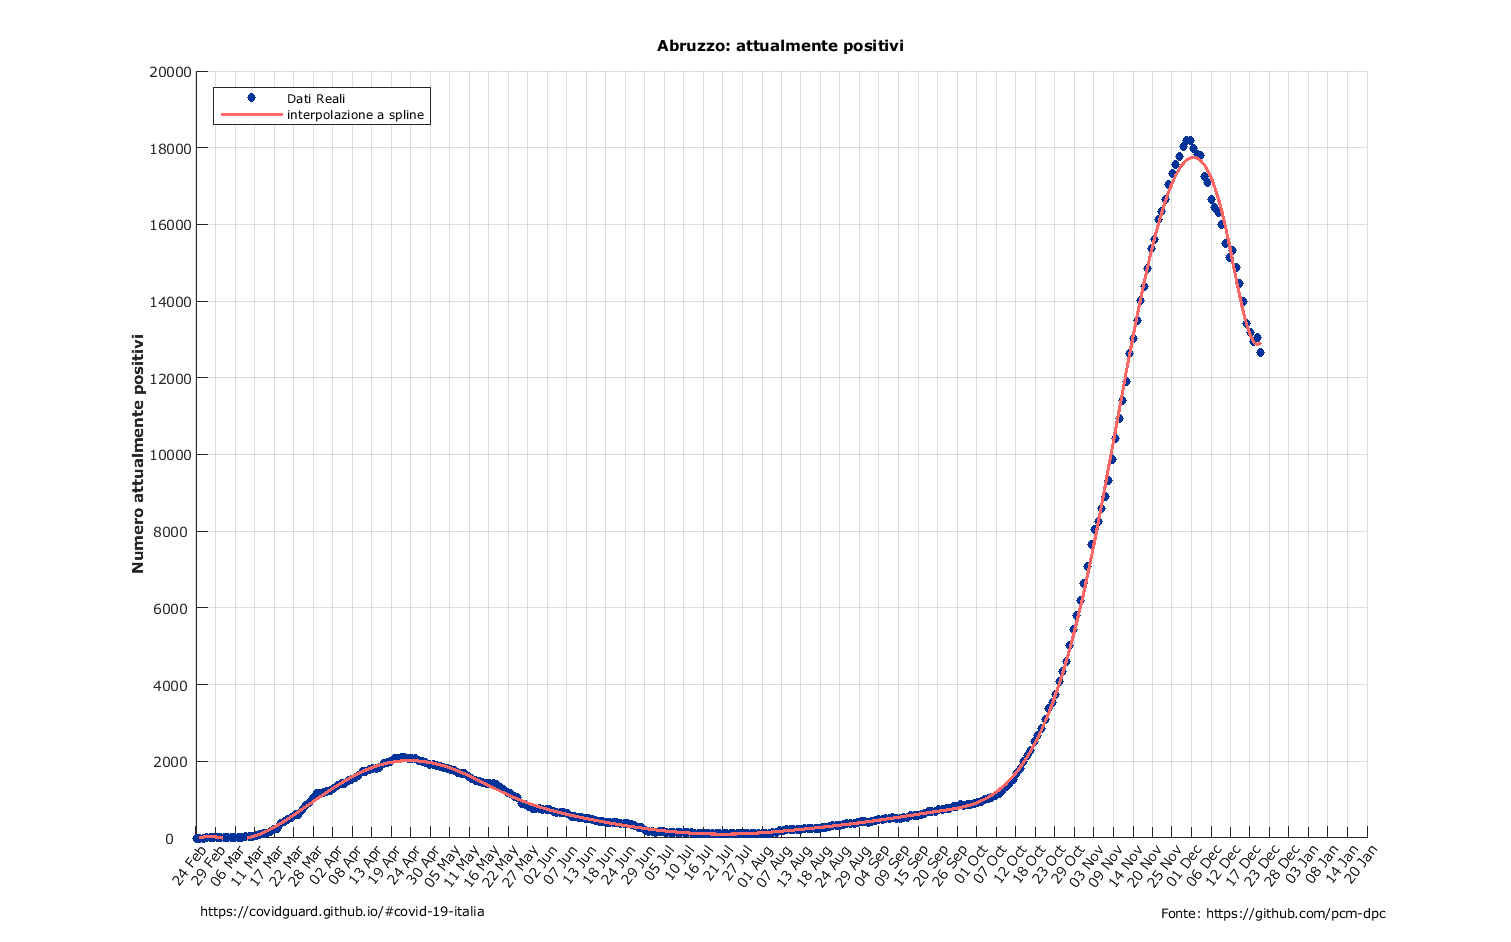 Abruzzo: attualmente positivi
Dati Reali
interpolazione a spline
Numero attualmente positivi
20000
18000
16000
14000
12000
10000
8000
6000
4000
2000
0
24 Feb
29 Feb
06 Mar
11 Mar
17 Mar
22 Mar
28 Mar
02 Apr
08 Apr
13 Apr
19 Apr
24 Apr
30 Apr
05 May
11 May
16 May
22 May
27 May
02 Jun
07 Jun
13 Jun
18 Jun
24 Jun
29 Jun
05 Jul
10 Jul
16 Jul
21 Jul
27 Jul
01 Aug
07 Aug
13 Aug
18 Aug
24 Aug
29 Aug
04 Sep
09 Sep
15 Sep
20 Sep
26 Sep
01 Oct
07 Oct
12 Oct
18 Oct
23 Oct
29 Oct
03 Nov
09 Nov
14 Nov
20 Nov
25 Nov
01 Dec
06 Dec
12 Dec
17 Dec
23 Dec
28 Dec
03 Jan
08 Jan
14 Jan
20 Jan
https://covidguard.github.io/#covid-19-italia
Fonte: https://github.com/pcm-dpc